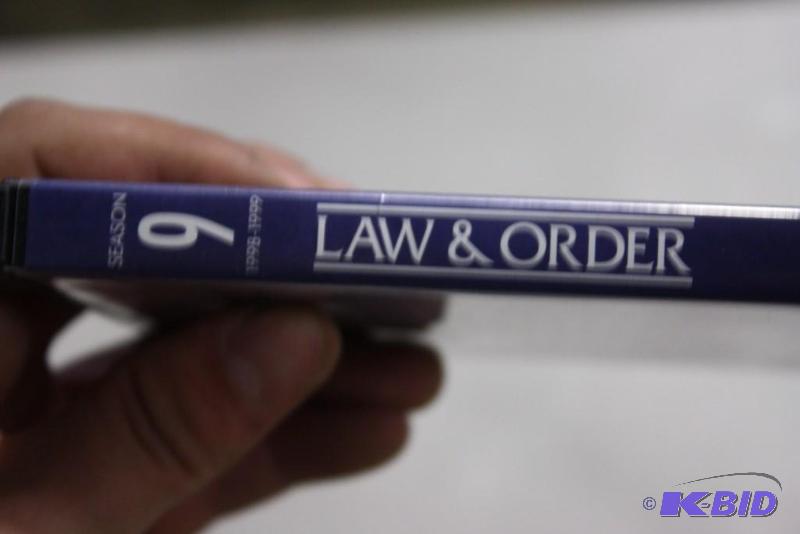 SEASON
9
1998-1999
LAW & ORDER
© K-BID